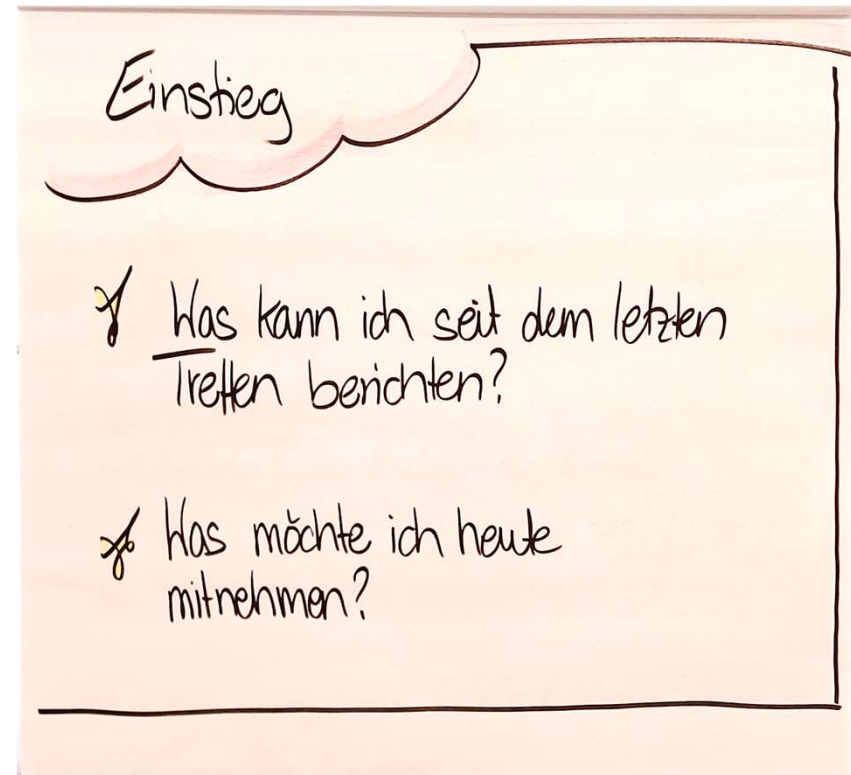 Einstieg
Was kann ich seit dem letzten
Treffen berichten?
Was möchte ich heute
mitnehmen?